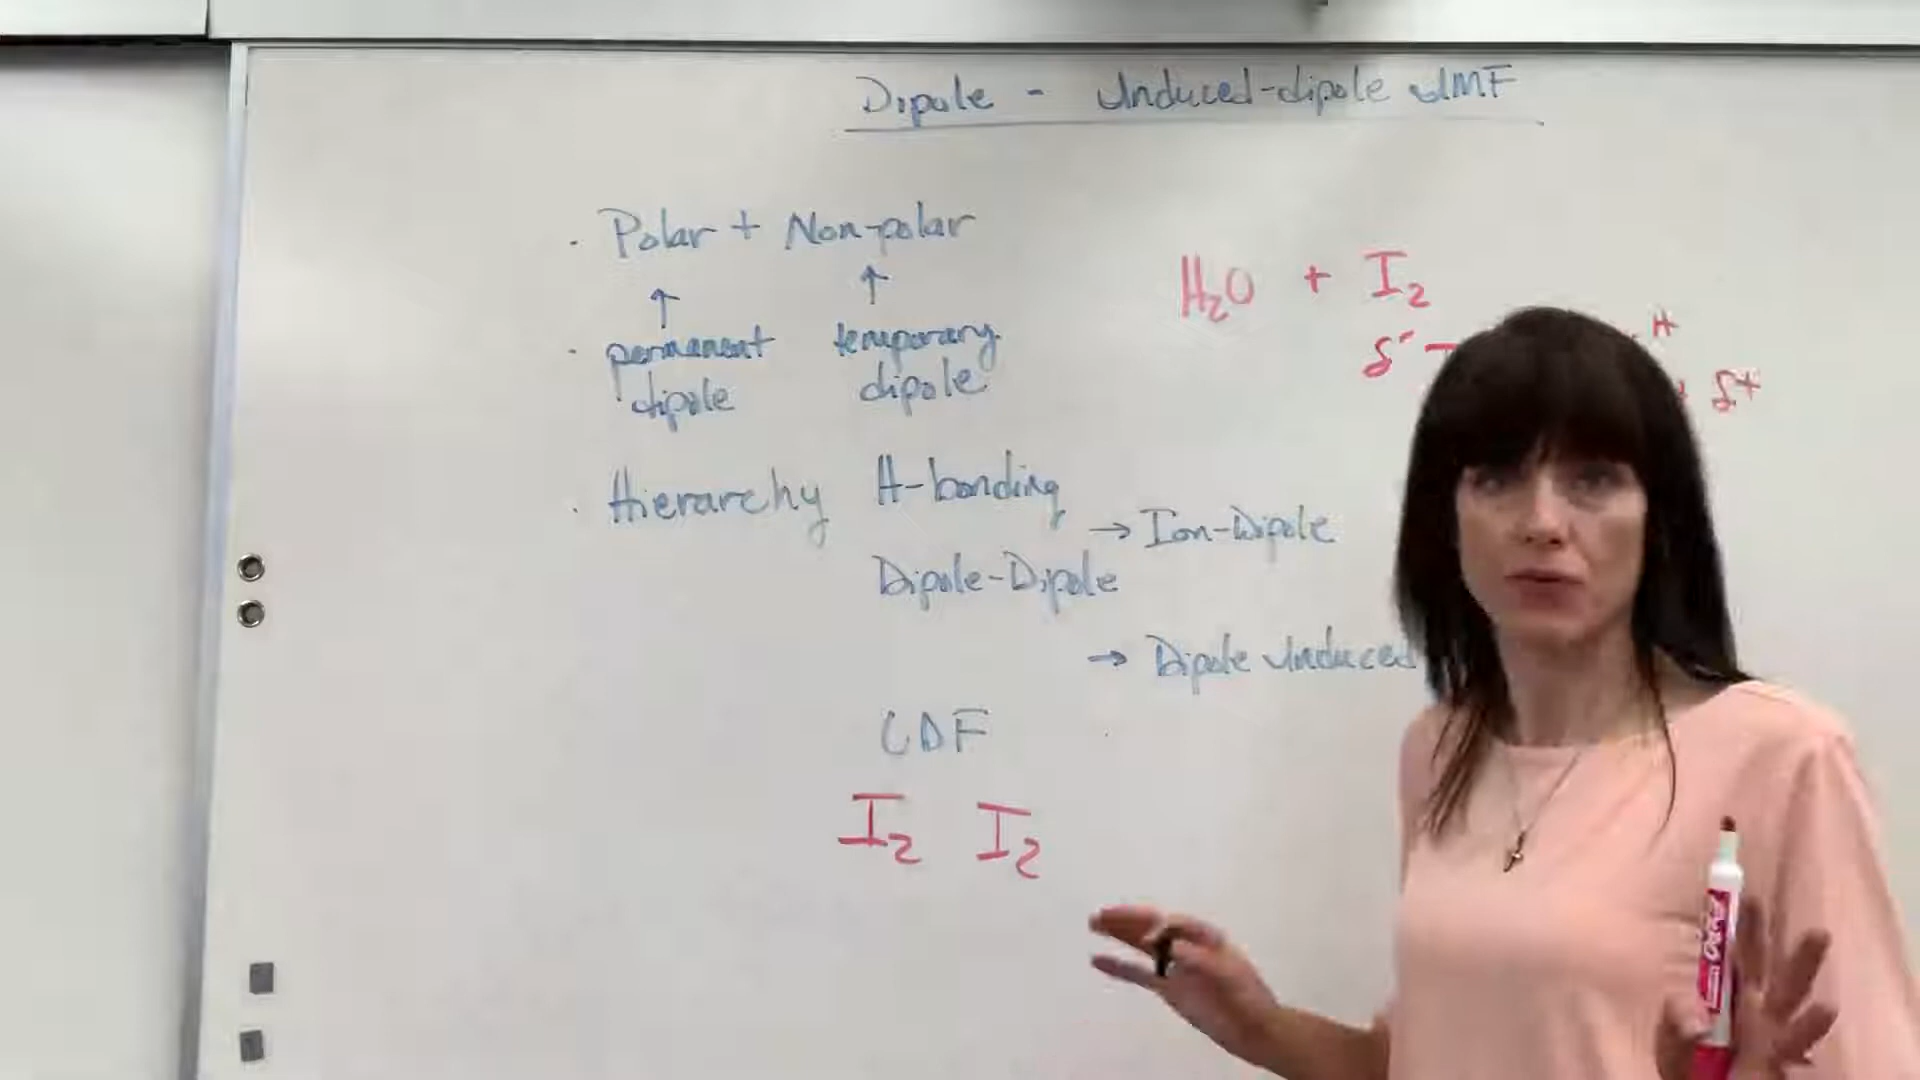 Dipole - Induced-dipole IMF
· Polar + Non-polar
↑ ↑
· permanent temporary
dipole dipole
H₂O + I₂
δ⁻ H
δ+
· Hierarchy H-bonding
→ Ion-Dipole
Dipole-Dipole
→ Dipole Induced
LDF
I₂ I₂
EXPO